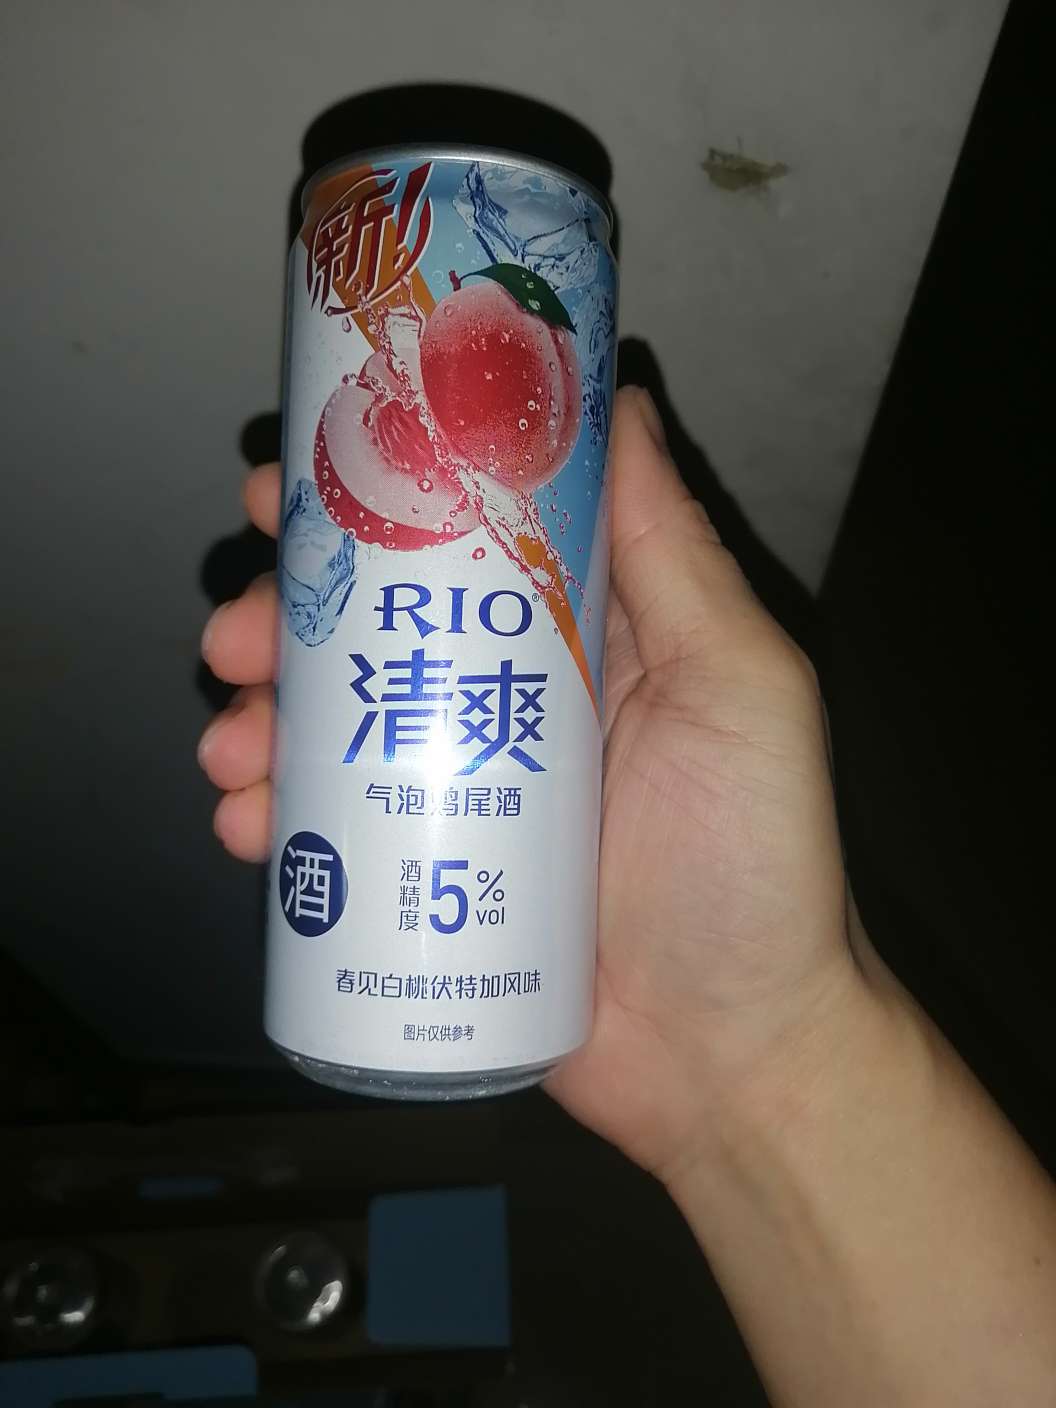 新!
RIO®
清爽
气泡鸡尾酒
酒
酒精度 5%vol
春见白桃伏特加风味
图片仅供参考